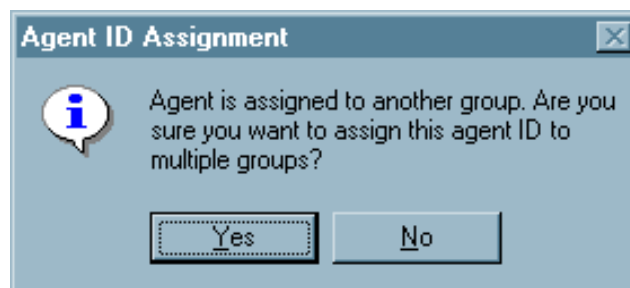 Agent ID Assignment
Agent is assigned to another group. Are you
sure you want to assign this agent ID to
multiple groups?
Yes
No